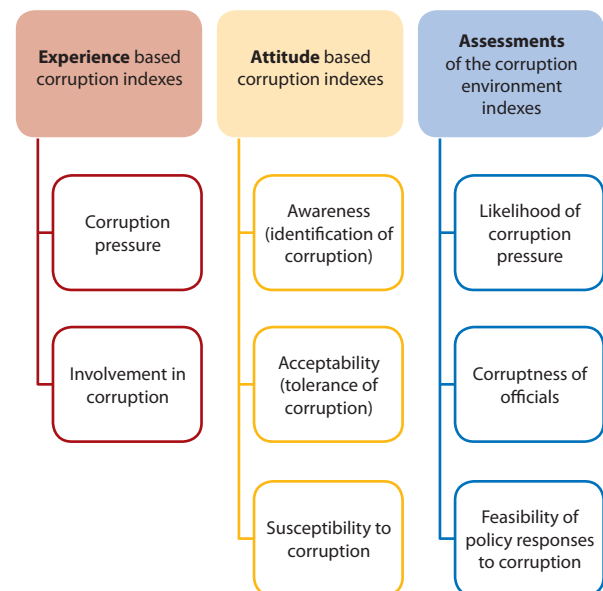 Experience based
corruption indexes
Corruption
pressure
Involvement in
corruption
Attitude based
corruption indexes
Awareness
(identification of
corruption)
Acceptability
(tolerance of
corruption)
Susceptibility to
corruption
Assessments
of the corruption
environment
indexes
Likelihood of
corruption
pressure
Corruptness of
officials
Feasibility of
policy responses
to corruption